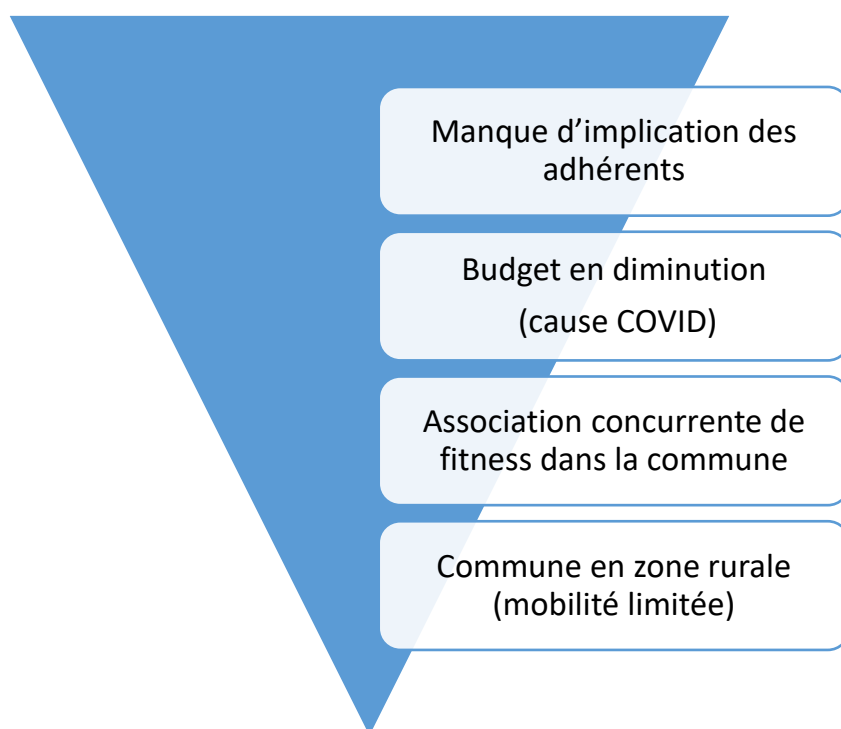 Manque d’implication des
adhérents
Budget en diminution
(cause COVID)
Association concurrente de
fitness dans la commune
Commune en zone rurale
(mobilité limitée)